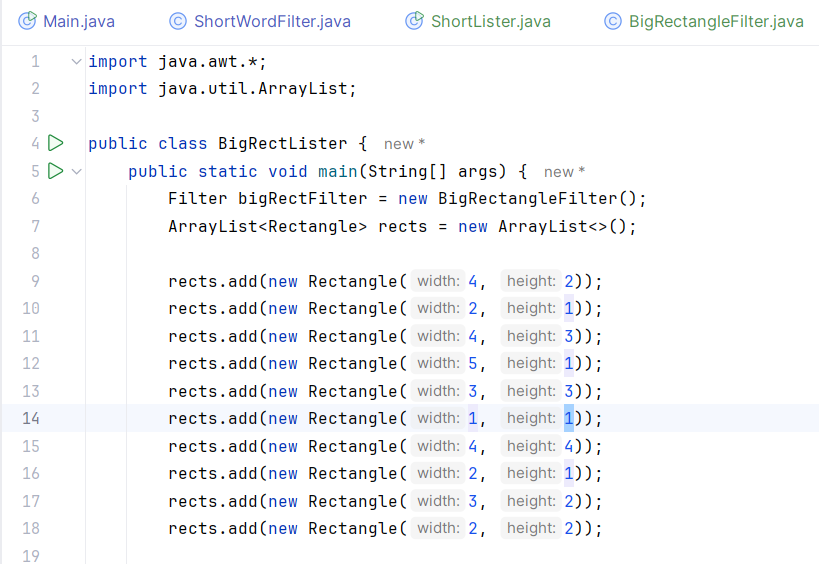 Main.java ShortWordFilter.java ShortLister.java BigRectangleFilter.java
1 import java.awt.*;
2 import java.util.ArrayList;
3
4 public class BigRectLister { new *
5 public static void main(String[] args) { new *
6 Filter bigRectFilter = new BigRectangleFilter();
7 ArrayList<Rectangle> rects = new ArrayList<>();
8
9 rects.add(new Rectangle( width: 4, height: 2));
10 rects.add(new Rectangle( width: 2, height: 1));
11 rects.add(new Rectangle( width: 4, height: 3));
12 rects.add(new Rectangle( width: 5, height: 1));
13 rects.add(new Rectangle( width: 3, height: 3));
14 rects.add(new Rectangle( width: 1, height: 1));
15 rects.add(new Rectangle( width: 4, height: 4));
16 rects.add(new Rectangle( width: 2, height: 1));
17 rects.add(new Rectangle( width: 3, height: 2));
18 rects.add(new Rectangle( width: 2, height: 2));
19